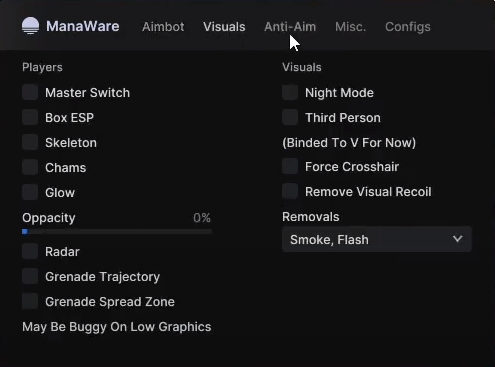 ManaWare Aimbot Visuals Anti-Aim Misc. Configs
Players
Master Switch
Box ESP
Skeleton
Chams
Glow
Oppacity 0%
Radar
Grenade Trajectory
Grenade Spread Zone
May Be Buggy On Low Graphics
Visuals
Night Mode
Third Person
(Binded To V For Now)
Force Crosshair
Remove Visual Recoil
Removals
Smoke, Flash